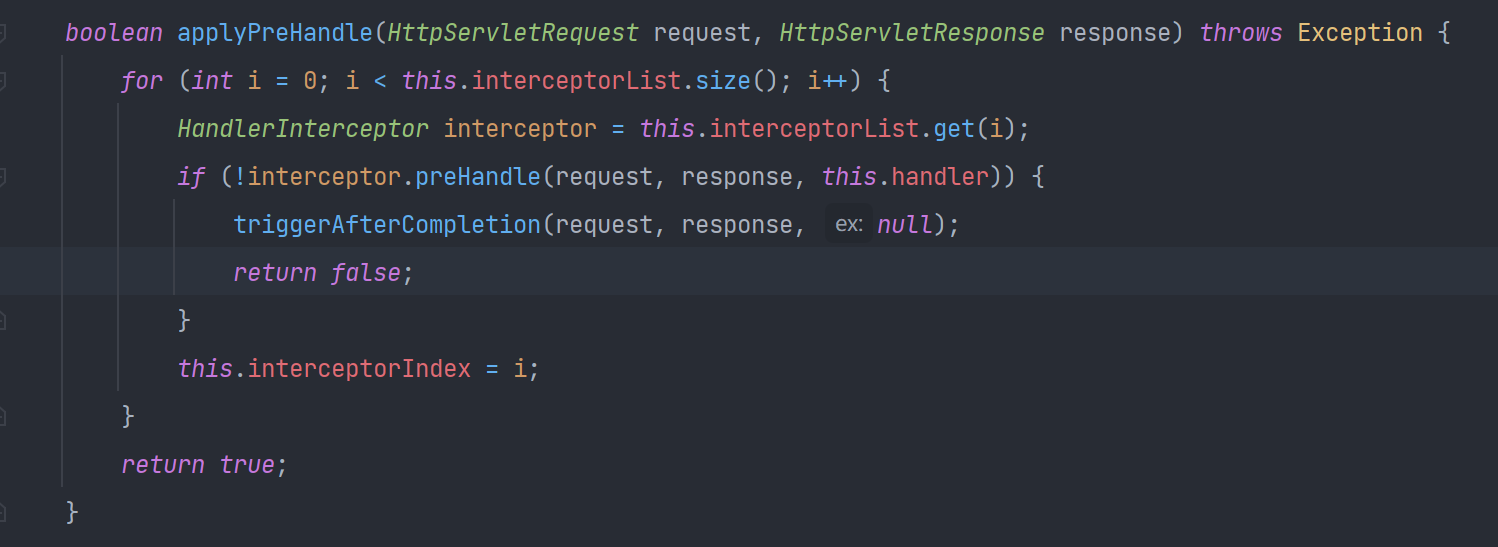 boolean applyPreHandle(HttpServletRequest request, HttpServletResponse response) throws Exception {
for (int i = 0; i < this.interceptorList.size(); i++) {
HandlerInterceptor interceptor = this.interceptorList.get(i);
if (!interceptor.preHandle(request, response, this.handler)) {
triggerAfterCompletion(request, response, ex: null);
return false;
}
this.interceptorIndex = i;
}
return true;
}